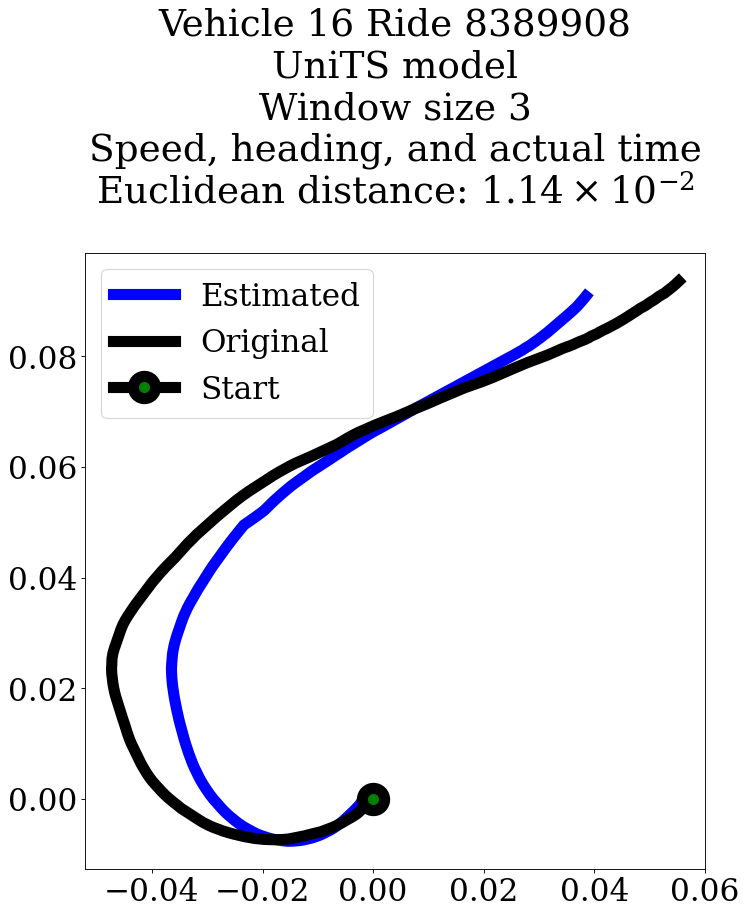 Vehicle 16 Ride 8389908
UniTS model
Window size 3
Speed, heading, and actual time
Euclidean distance: 1.14 × 10⁻²
Estimated
Original
Start
0.08
0.06
0.04
0.02
0.00
−0.04 −0.02 0.00 0.02 0.04 0.06